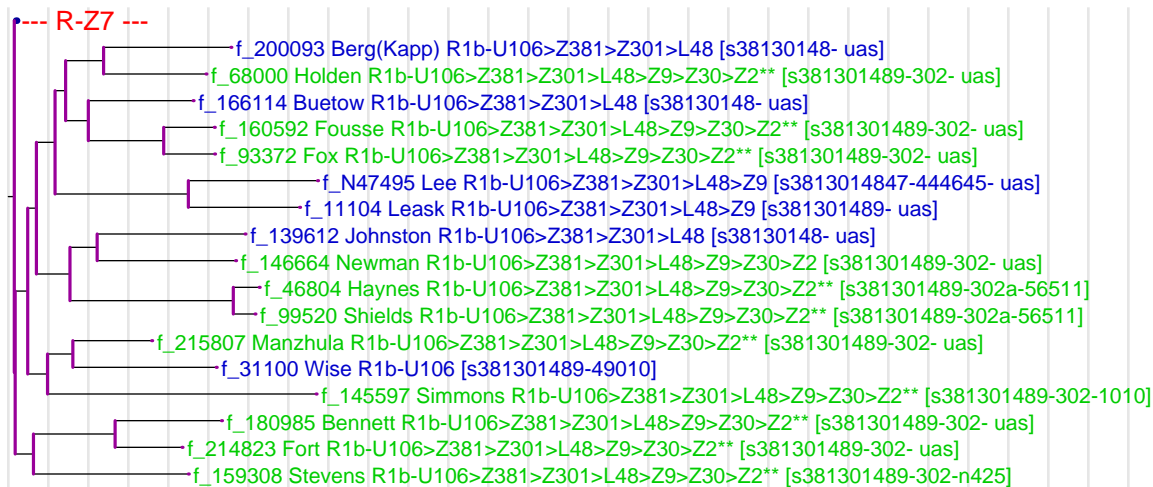 --- R-Z7 ---
f_200093 Berg(Kapp) R1b-U106>Z381>Z301>L48 [s38130148- uas]
f_68000 Holden R1b-U106>Z381>Z301>L48>Z9>Z30>Z2** [s381301489-302- uas]
f_166114 Buetow R1b-U106>Z381>Z301>L48 [s38130148- uas]
f_160592 Fousse R1b-U106>Z381>Z301>L48>Z9>Z30>Z2** [s381301489-302- uas]
f_93372 Fox R1b-U106>Z381>Z301>L48>Z9>Z30>Z2** [s381301489-302- uas]
f_N47495 Lee R1b-U106>Z381>Z301>L48>Z9 [s3813014847-444645- uas]
f_11104 Leask R1b-U106>Z381>Z301>L48>Z9 [s381301489- uas]
f_139612 Johnston R1b-U106>Z381>Z301>L48 [s38130148- uas]
f_146664 Newman R1b-U106>Z381>Z301>L48>Z9>Z30>Z2 [s381301489-302- uas]
f_46804 Haynes R1b-U106>Z381>Z301>L48>Z9>Z30>Z2** [s381301489-302a-56511]
f_99520 Shields R1b-U106>Z381>Z301>L48>Z9>Z30>Z2** [s381301489-302a-56511]
f_215807 Manzhula R1b-U106>Z381>Z301>L48>Z9>Z30>Z2** [s381301489-302- uas]
f_31100 Wise R1b-U106 [s381301489-49010]
f_145597 Simmons R1b-U106>Z381>Z301>L48>Z9>Z30>Z2** [s381301489-302-1010]
f_180985 Bennett R1b-U106>Z381>Z301>L48>Z9>Z30>Z2** [s381301489-302- uas]
f_214823 Fort R1b-U106>Z381>Z301>L48>Z9>Z30>Z2** [s381301489-302- uas]
f_159308 Stevens R1b-U106>Z381>Z301>L48>Z9>Z30>Z2** [s381301489-302-n425]